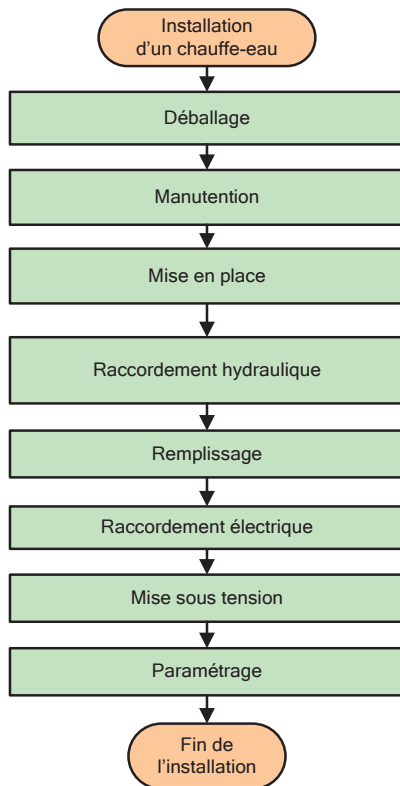 Installation
d'un chauffe-eau
Déballage
Manutention
Mise en place
Raccordement hydraulique
Remplissage
Raccordement électrique
Mise sous tension
Paramétrage
Fin de
l'installation